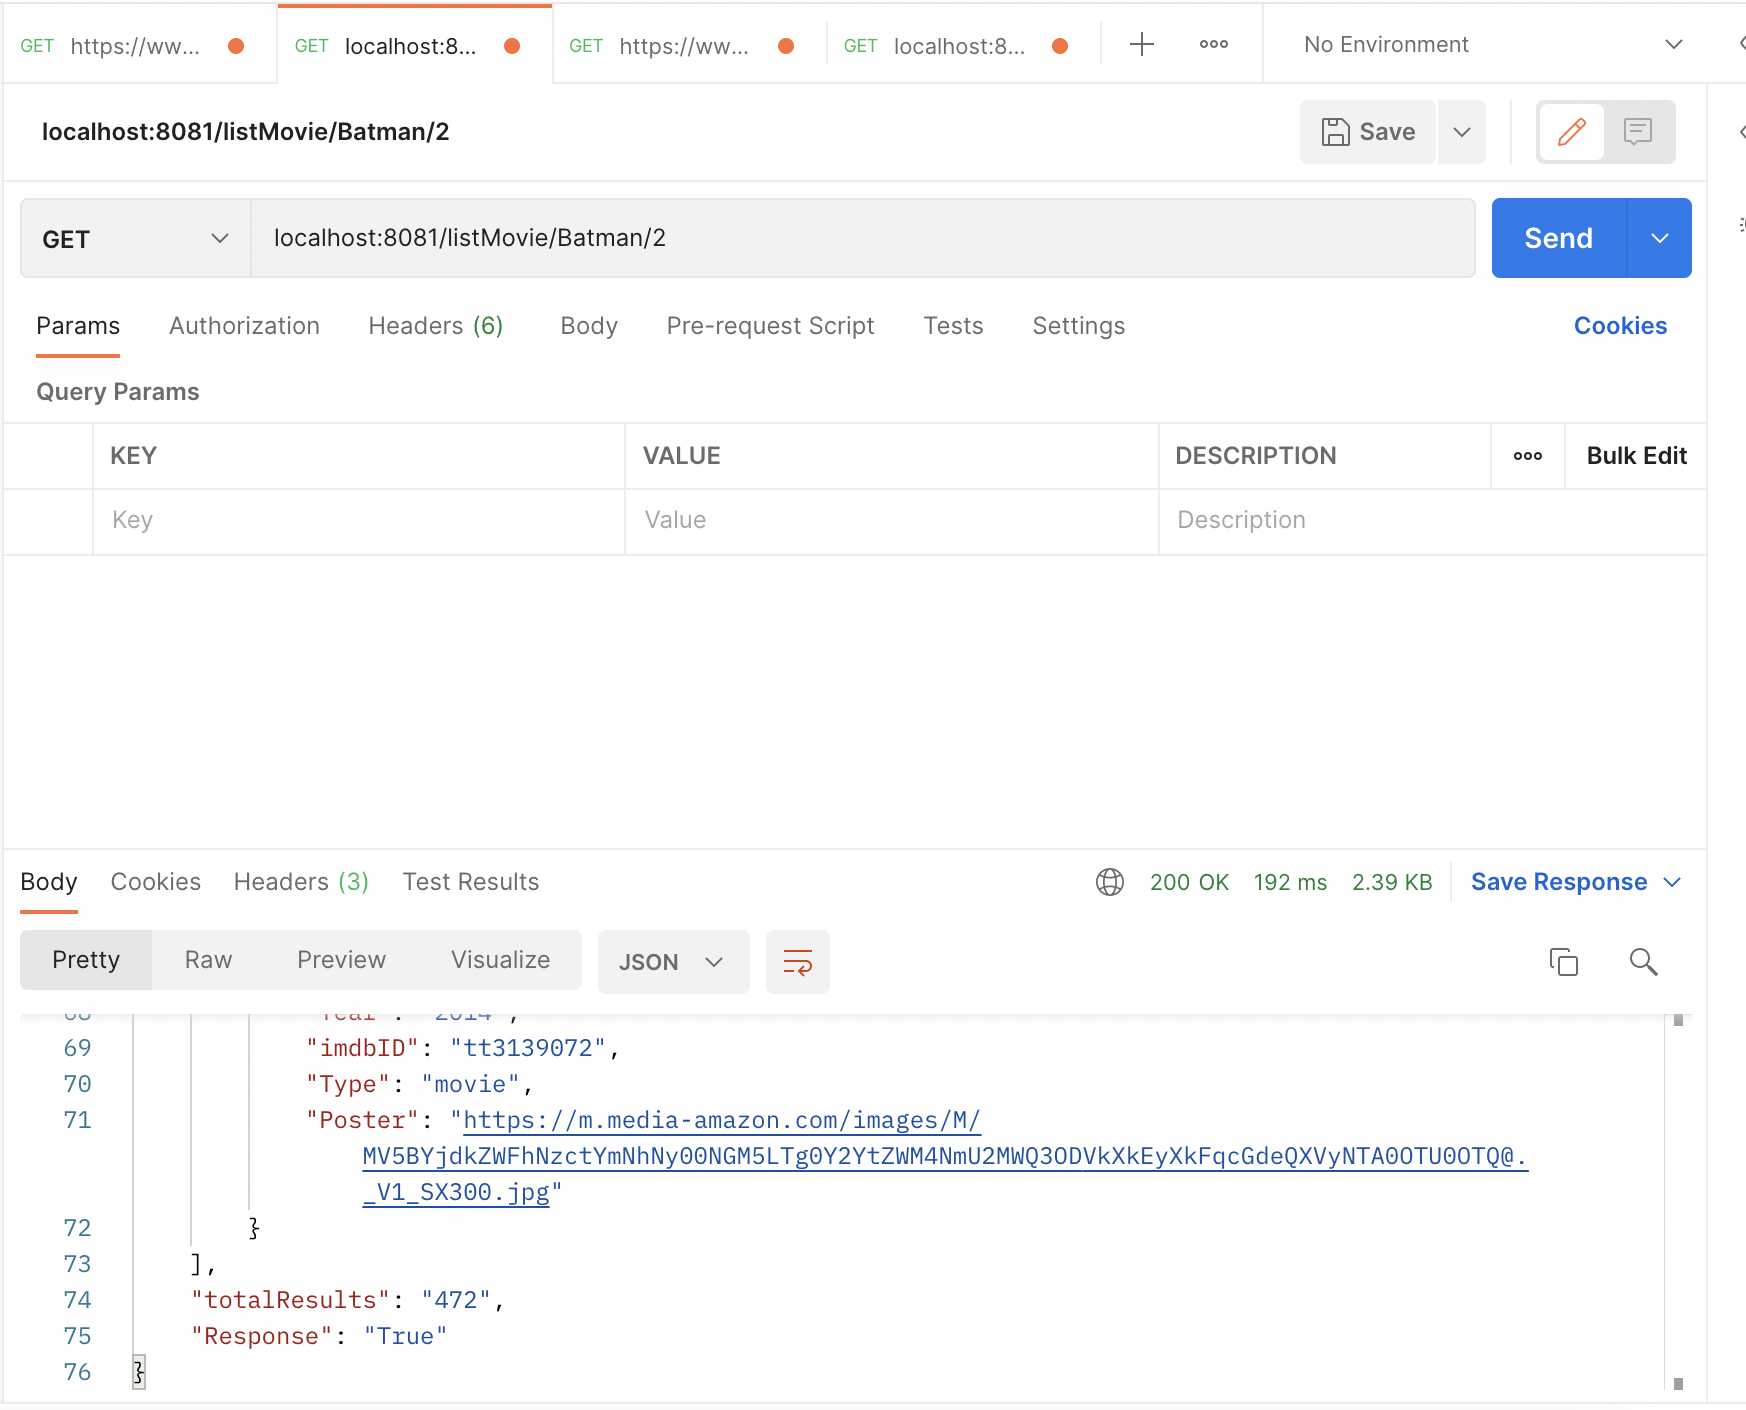 GET https://ww... GET localhost:8... GET https://ww... GET localhost:8... No Environment
localhost:8081/listMovie/Batman/2 Save
GET localhost:8081/listMovie/Batman/2 Send
Params Authorization Headers (6) Body Pre-request Script Tests Settings Cookies
Query Params
KEY VALUE DESCRIPTION Bulk Edit
Key Value Description
Body Cookies Headers (3) Test Results 200 OK 192 ms 2.39 KB Save Response
Pretty Raw Preview Visualize JSON
68 "Year": "2014",
69 "imdbID": "tt3139072",
70 "Type": "movie",
71 "Poster": "https://m.media-amazon.com/images/M/
MV5BYjdkZWFhNzctYmNhNy00NGM5LTg0Y2YtZWM4NmU2MWQ3ODVkXkEyXkFqcGdeQXVyNTA0OTU0OTQ@.
_V1_SX300.jpg"
72 }
73 ],
74 "totalResults": "472",
75 "Response": "True"
76 }